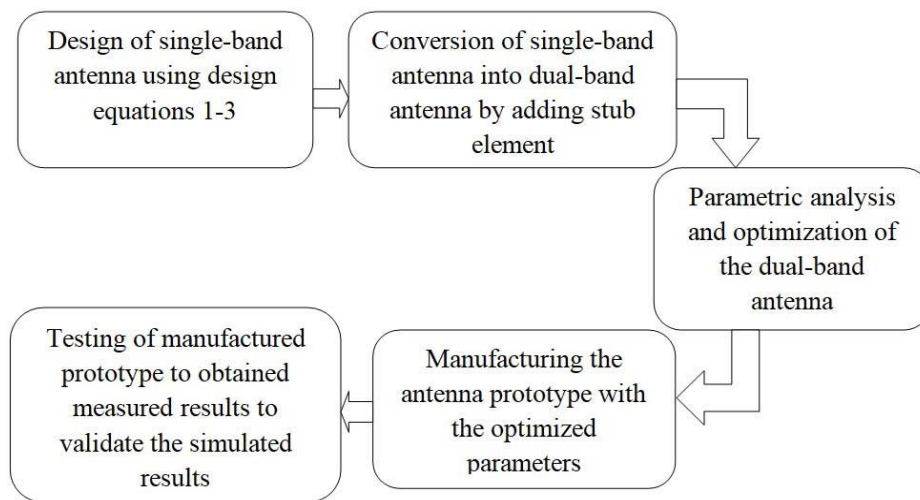 Design of single-band
antenna using design
equations 1-3
Conversion of single-band
antenna into dual-band
antenna by adding stub
element
Parametric analysis
and optimization of
the dual-band
antenna
Manufacturing the
antenna prototype with
the optimized
parameters
Testing of manufactured
prototype to obtained
measured results to
validate the simulated
results